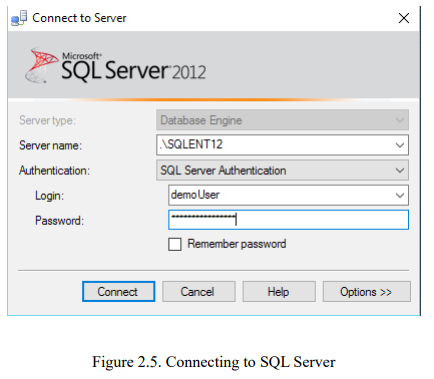 Connect to Server
Microsoft®
SQL Server 2012
Server type: Database Engine
Server name: .\SQLENT12
Authentication: SQL Server Authentication
Login: demoUser
Password: ****************
Remember password
Connect Cancel Help Options >>
Figure 2.5. Connecting to SQL Server